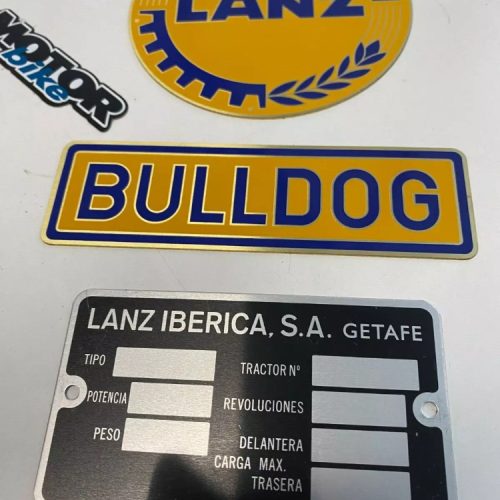 LANZ
MOTOR
bike
BULLDOG
LANZ IBERICA, S.A. GETAFE
TIPO
TRACTOR Nº
POTENCIA
REVOLUCIONES
PESO
DELANTERA
CARGA MAX.
TRASERA